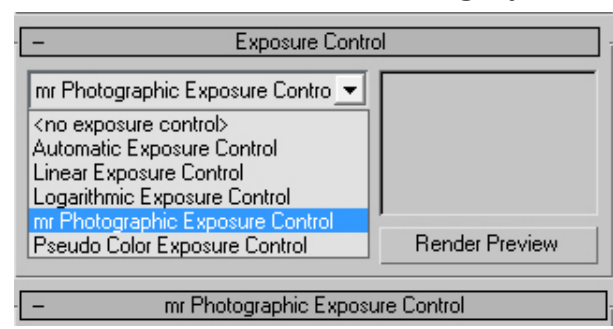 Exposure Control
mr Photographic Exposure Contro
<no exposure control>
Automatic Exposure Control
Linear Exposure Control
Logarithmic Exposure Control
mr Photographic Exposure Control
Pseudo Color Exposure Control
Render Preview
mr Photographic Exposure Control